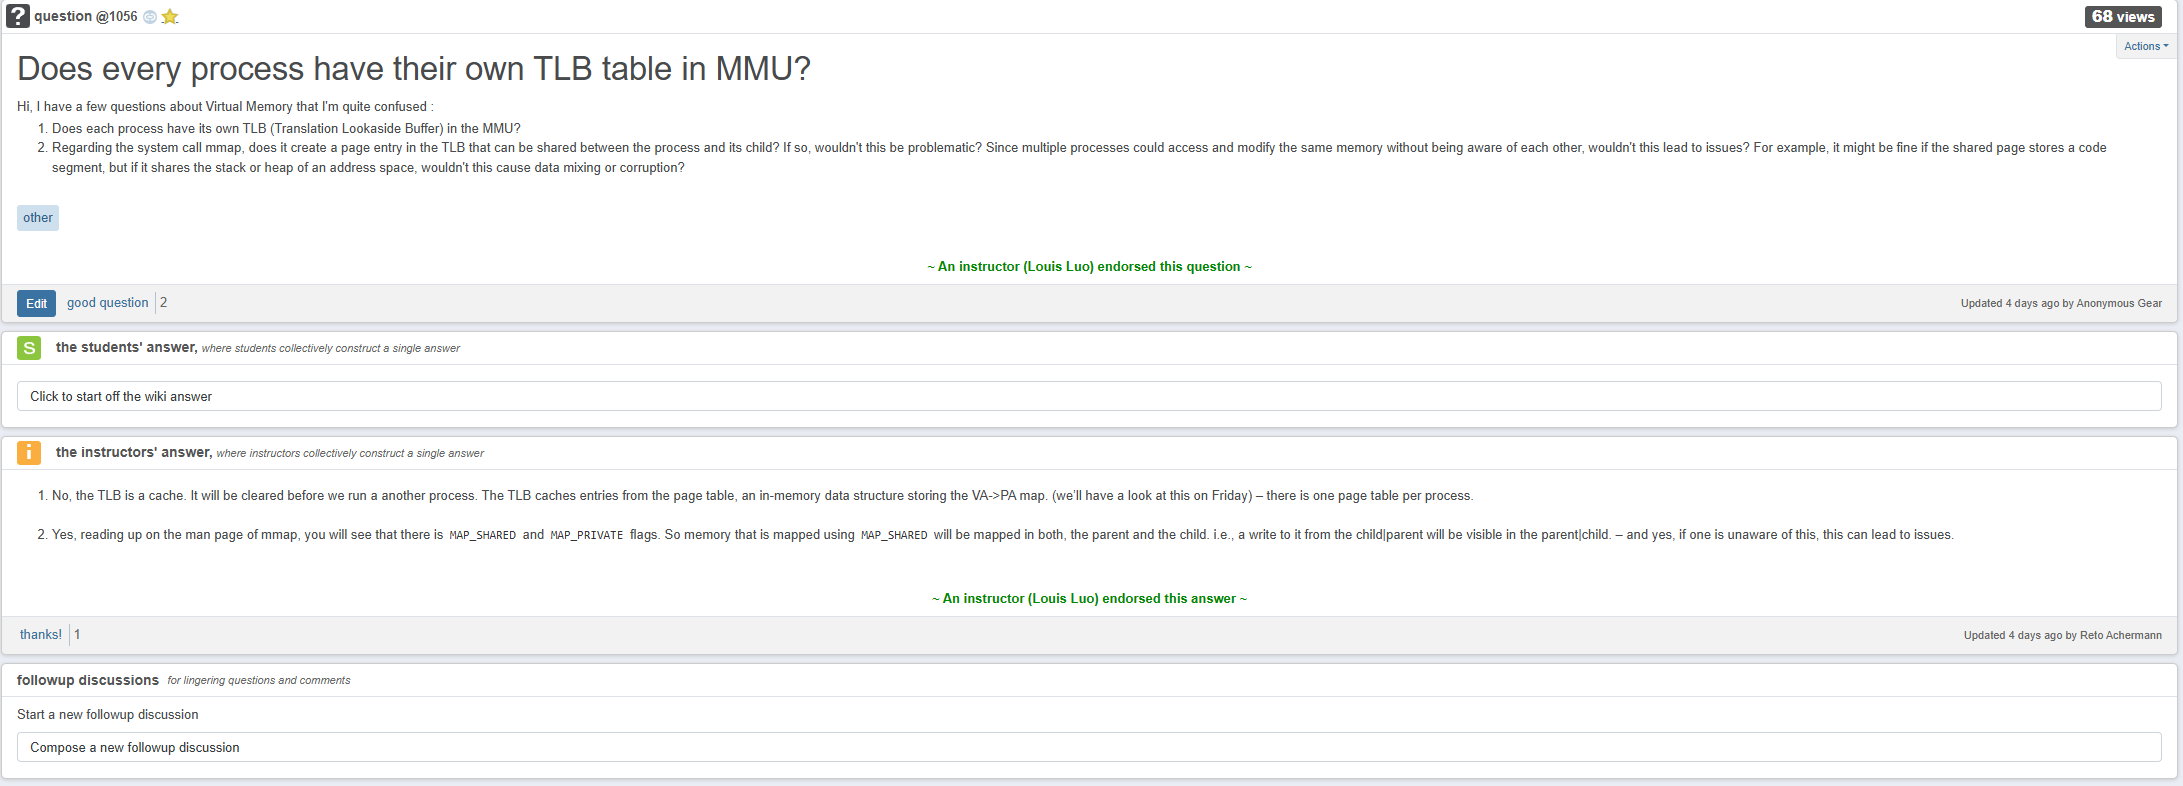 question @1056
68 views
Actions
Does every process have their own TLB table in MMU?
Hi, I have a few questions about Virtual Memory that I'm quite confused :
1. Does each process have its own TLB (Translation Lookaside Buffer) in the MMU?
2. Regarding the system call mmap, does it create a page entry in the TLB that can be shared between the process and its child? If so, wouldn't this be problematic? Since multiple processes could access and modify the same memory without being aware of each other, wouldn't this lead to issues? For example, it might be fine if the shared page stores a code
segment, but if it shares the stack or heap of an address space, wouldn't this cause data mixing or corruption?
other
~ An instructor (Louis Luo) endorsed this question ~
Edit good question 2
Updated 4 days ago by Anonymous Gear
S the students' answer, where students collectively construct a single answer
Click to start off the wiki answer
i the instructors' answer, where instructors collectively construct a single answer
1. No, the TLB is a cache. It will be cleared before we run a another process. The TLB caches entries from the page table, an in-memory data structure storing the VA->PA map. (we'll have a look at this on Friday) – there is one page table per process.
2. Yes, reading up on the man page of mmap, you will see that there is MAP_SHARED and MAP_PRIVATE flags. So memory that is mapped using MAP_SHARED will be mapped in both, the parent and the child. i.e., a write to it from the child|parent will be visible in the parent|child. – and yes, if one is unaware of this, this can lead to issues.
~ An instructor (Louis Luo) endorsed this answer ~
thanks! 1
Updated 4 days ago by Reto Achermann
followup discussions for lingering questions and comments
Start a new followup discussion
Compose a new followup discussion